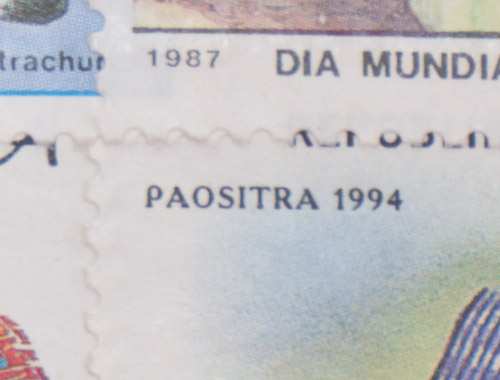 trachur
1987
DIA MUNDIA
PAOSITRA 1994